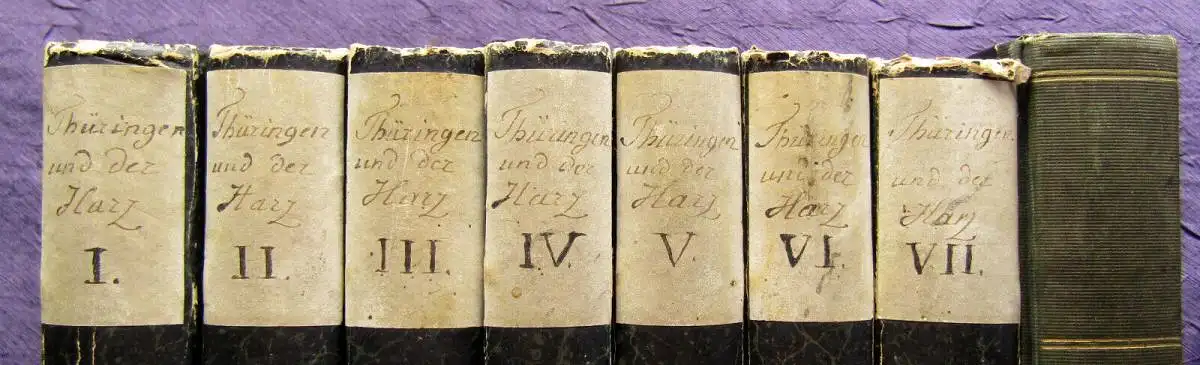 Thüringen
und der
Harz
I.
Thüringen
und der
Harz
II.
Thüringen
und der
Harz
III.
Thüringen
und der
Harz
IV.
Thüringen
und der
Harz
V.
Thüringen
und der
Harz
VI.
Thüringen
und der
Harz
VII.